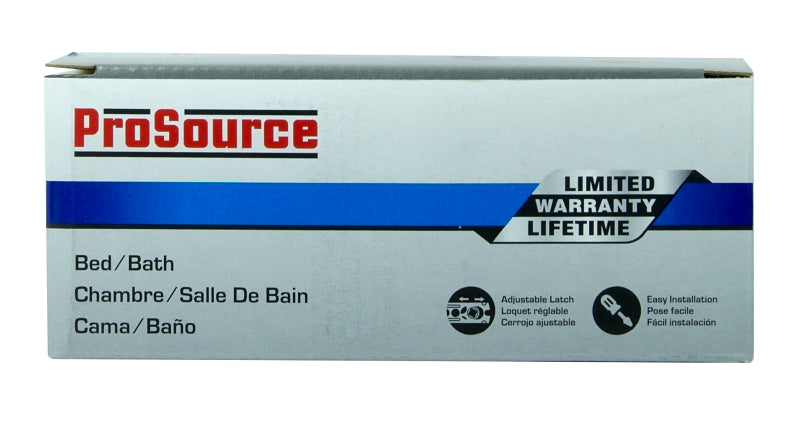 ProSource
LIMITED
WARRANTY
LIFETIME
Bed/Bath
Chambre/Salle De Bain
Cama/Baño
Adjustable Latch
Loquet réglable
Cerrojo ajustable
Easy Installation
Pose facile
Fácil instalación